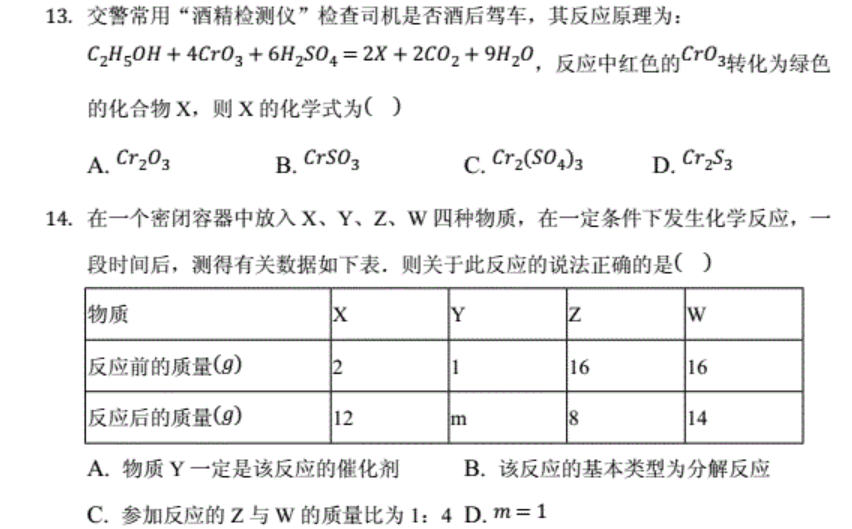 13. 交警常用“酒精检测仪”检查司机是否酒后驾车，其反应原理为：
C₂H₅OH + 4CrO₃ + 6H₂SO₄ = 2X + 2CO₂ + 9H₂O，反应中红色的CrO₃转化为绿色
的化合物 X，则 X 的化学式为( )
A. Cr₂O₃ B. CrSO₃ C. Cr₂(SO₄)₃ D. Cr₂S₃
14. 在一个密闭容器中放入 X、Y、Z、W 四种物质，在一定条件下发生化学反应，一
段时间后，测得有关数据如下表．则关于此反应的说法正确的是( )
物质 X Y Z W
反应前的质量(g) 2 1 16 16
反应后的质量(g) 12 m 8 14
A. 物质 Y 一定是该反应的催化剂 B. 该反应的基本类型为分解反应
C. 参加反应的 Z 与 W 的质量比为 1：4 D. m = 1